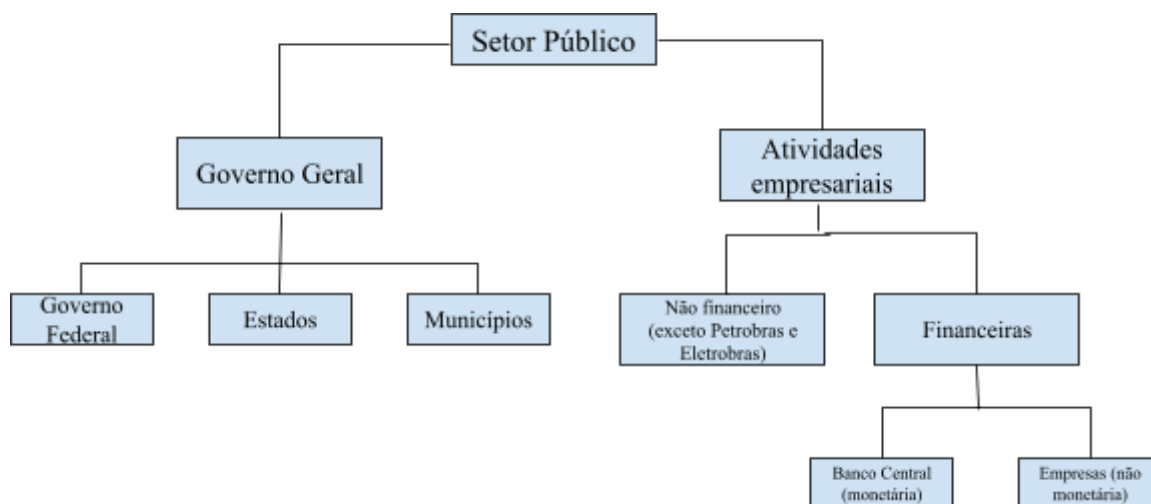 Setor Público
Governo Geral
Atividades
empresariais
Governo
Federal
Estados
Municípios
Não financeiro
(exceto Petrobras e
Eletrobras)
Financeiras
Banco Central
(monetária)
Empresas (não
monetária)